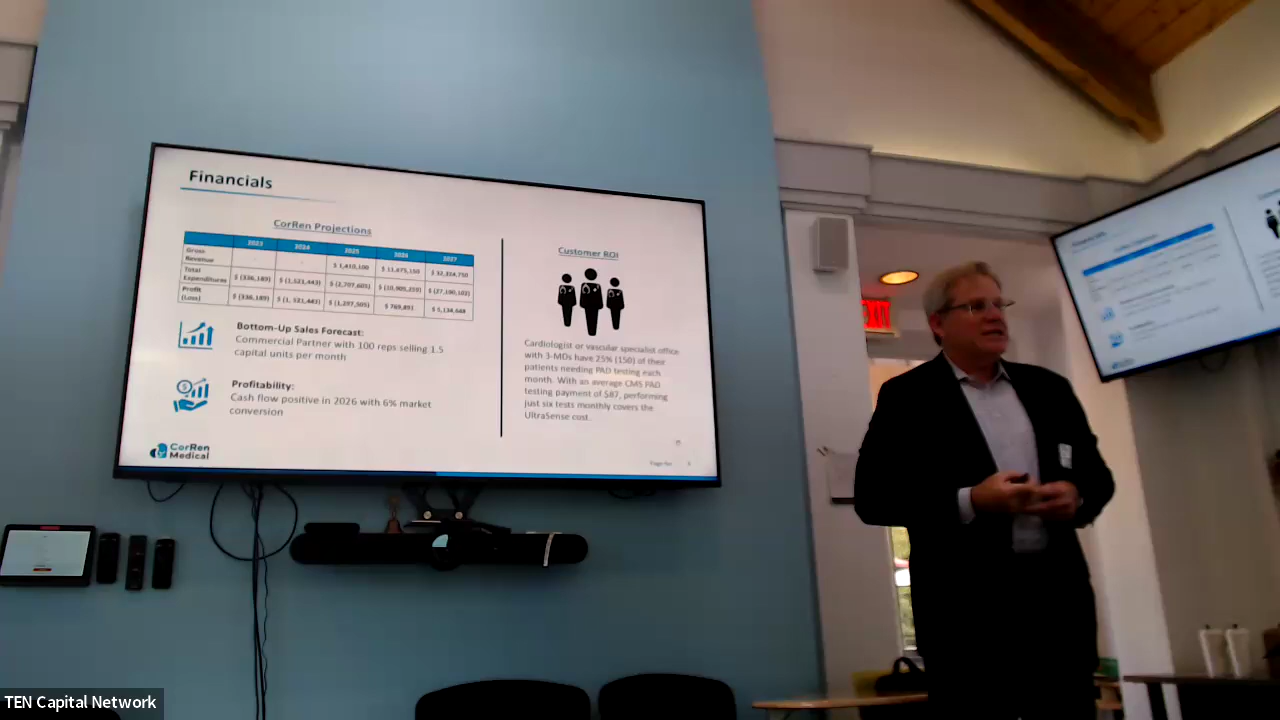 Financials
CorRen Projections
2023 2024 2025 2026 2027
Gross
Revenue
$ 1,410,100 $ 11,675,150 $ 32,324,750
Total
Expenditures $ (336,189) $ (1,521,443) $ (2,707,605) $ (10,905,259) $ (27,190,102)
Profit
(Loss) $ (336,189) $ (1,521,443) $ (1,297,505) $ 769,891 $ 5,134,648
Bottom-Up Sales Forecast:
Commercial Partner with 100 reps selling 1.5
capital units per month
Profitability:
Cash flow positive in 2026 with 6% market
conversion
CorRen
Medical
Customer ROI
Cardiologist or vascular specialist office
with 3-MDs have 25% (150) of their
patients needing PAD testing each
month. With an average CMS PAD
testing payment of $87, performing
just six tests monthly covers the
UltraSense cost.
EXIT
TEN Capital Network